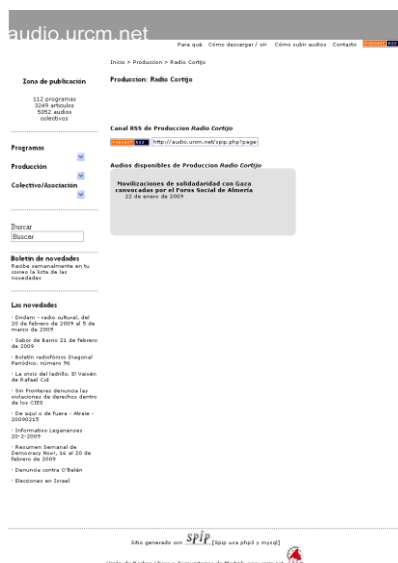 audio.urcm.net
Para qué Cómo descargar / oír Cómo subir audios Contacto PODCAST RSS
Inicio > Produccion > Radio Cortijo
Zona de publicación
112 programas
3249 articulos
5052 audios
colectivos
Programas
Producción
Colectivo/Asociación
Buscar
Buscar
Boletín de novedades
Recibe semanalmente en tu
correo la lista de las
novedades
Las novedades
· Dridam - radio cultural, del
20 de febrero de 2009 al 5 de
marzo de 2009
· Sabor de Barrio 21 de febrero
de 2009
· Boletín radiofónico Diagonal
Periódico, número 96
· La crisis del ladrillo. El Vaivén
de Rafael Cid
· Sin Fronteras denuncia las
violaciones de derechos dentro
de los CIES
· De aquí o de fuera - Atraie -
20090215
· Informativo Leganenses
20-2-2009
· Resumen Semanal de
Democracy Now!, 16 al 20 de
febrero de 2009
· Denuncia contra O'Belén
· Elecciones en Israel
Produccion: Radio Cortijo
Canal RSS de Produccion Radio Cortijo
PODCAST RSS http://audio.urcm.net/spip.php?page=
Audios disponibles de Produccion Radio Cortijo
Movilizaciones de solidadaridad con Gaza
convocadas por el Foros Social de Almería
22 de enero de 2009
Sitio generado con SPIP [Spip usa php3 y mysql]